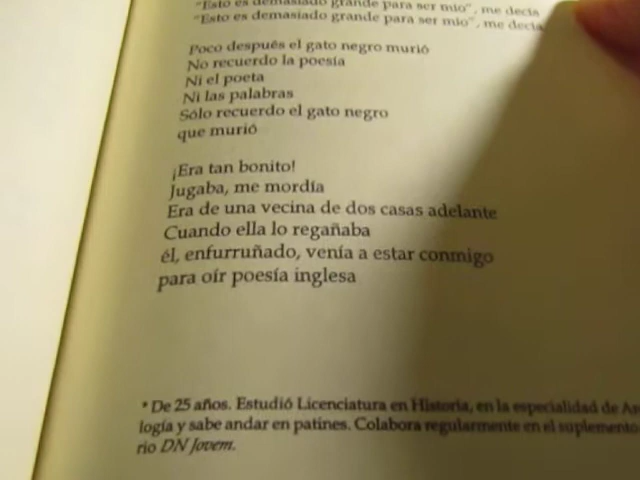 "Esto es demasiado grande para ser mío", me decía
"Esto es demasiado grande para ser mío", me decía
Poco después el gato negro murió
No recuerdo la poesía
Ni el poeta
Ni las palabras
Sólo recuerdo el gato negro
que murió
¡Era tan bonito!
Jugaba, me mordía
Era de una vecina de dos casas adelante
Cuando ella lo regañaba
él, enfurruñado, venía a estar conmigo
para oír poesía inglesa
* De 25 años. Estudió Licenciatura en Historia, en la especialidad de
logía y sabe andar en patines. Colabora regularmente en el suplemento
rio DN Jovem.